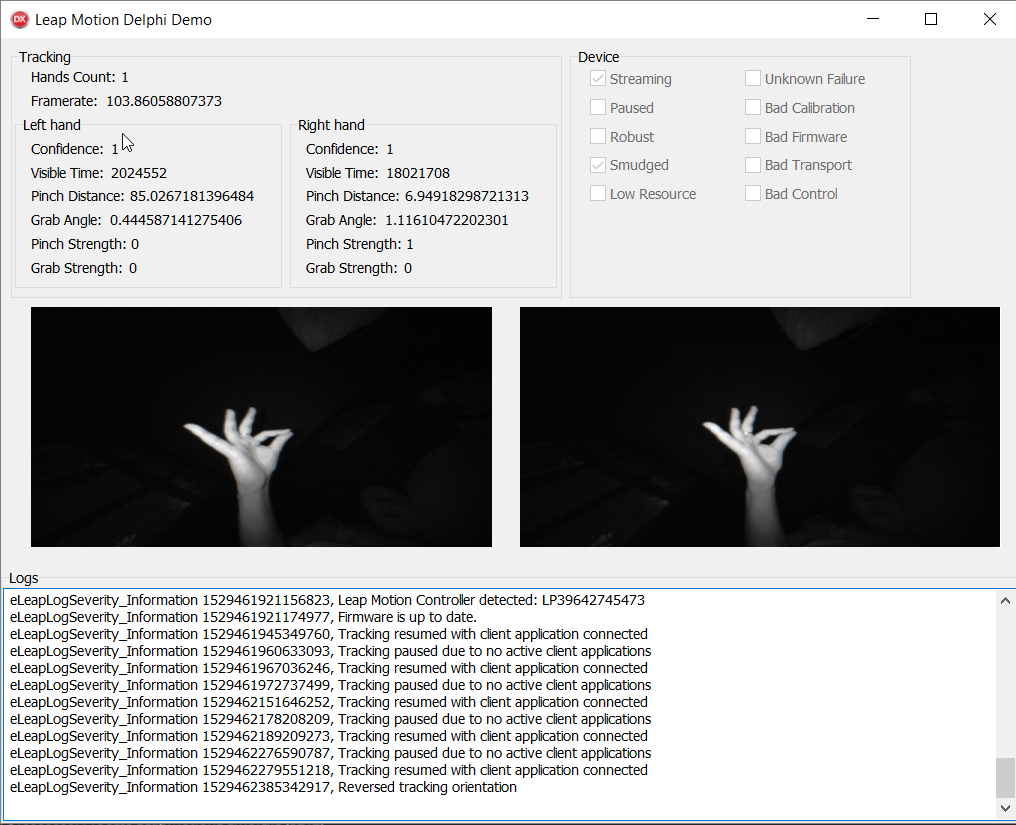 DX Leap Motion Delphi Demo
Tracking
Hands Count: 1
Framerate: 103.86058807373
Left hand
Confidence: 1
Visible Time: 2024552
Pinch Distance: 85.0267181396484
Grab Angle: 0.444587141275406
Pinch Strength: 0
Grab Strength: 0
Right hand
Confidence: 1
Visible Time: 18021708
Pinch Distance: 6.94918298721313
Grab Angle: 1.11610472202301
Pinch Strength: 1
Grab Strength: 0
Device
Streaming
Paused
Robust
Smudged
Low Resource
Unknown Failure
Bad Calibration
Bad Firmware
Bad Transport
Bad Control
Logs
eLeapLogSeverity_Information 1529461921156823, Leap Motion Controller detected: LP39642745473
eLeapLogSeverity_Information 1529461921174977, Firmware is up to date.
eLeapLogSeverity_Information 1529461945349760, Tracking resumed with client application connected
eLeapLogSeverity_Information 1529461960633093, Tracking paused due to no active client applications
eLeapLogSeverity_Information 1529461967036246, Tracking resumed with client application connected
eLeapLogSeverity_Information 1529461972737499, Tracking paused due to no active client applications
eLeapLogSeverity_Information 1529462151646252, Tracking resumed with client application connected
eLeapLogSeverity_Information 1529462178208209, Tracking paused due to no active client applications
eLeapLogSeverity_Information 1529462189209273, Tracking resumed with client application connected
eLeapLogSeverity_Information 1529462276590787, Tracking paused due to no active client applications
eLeapLogSeverity_Information 1529462279551218, Tracking resumed with client application connected
eLeapLogSeverity_Information 1529462385342917, Reversed tracking orientation